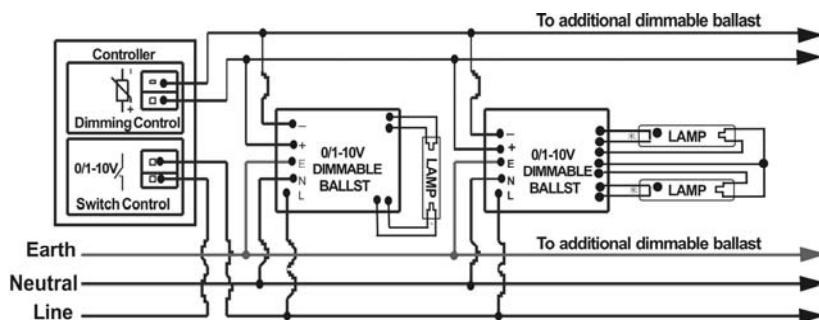 To additional dimmable ballast
Controller
Dimming Control
0/1-10V
Switch Control
-
+
E
N
L
0/1-10V
DIMMABLE
BALLST
LAMP
-
+
E
N
L
0/1-10V
DIMMABLE
BALLST
LAMP
LAMP
Earth
To additional dimmable ballast
Neutral
Line